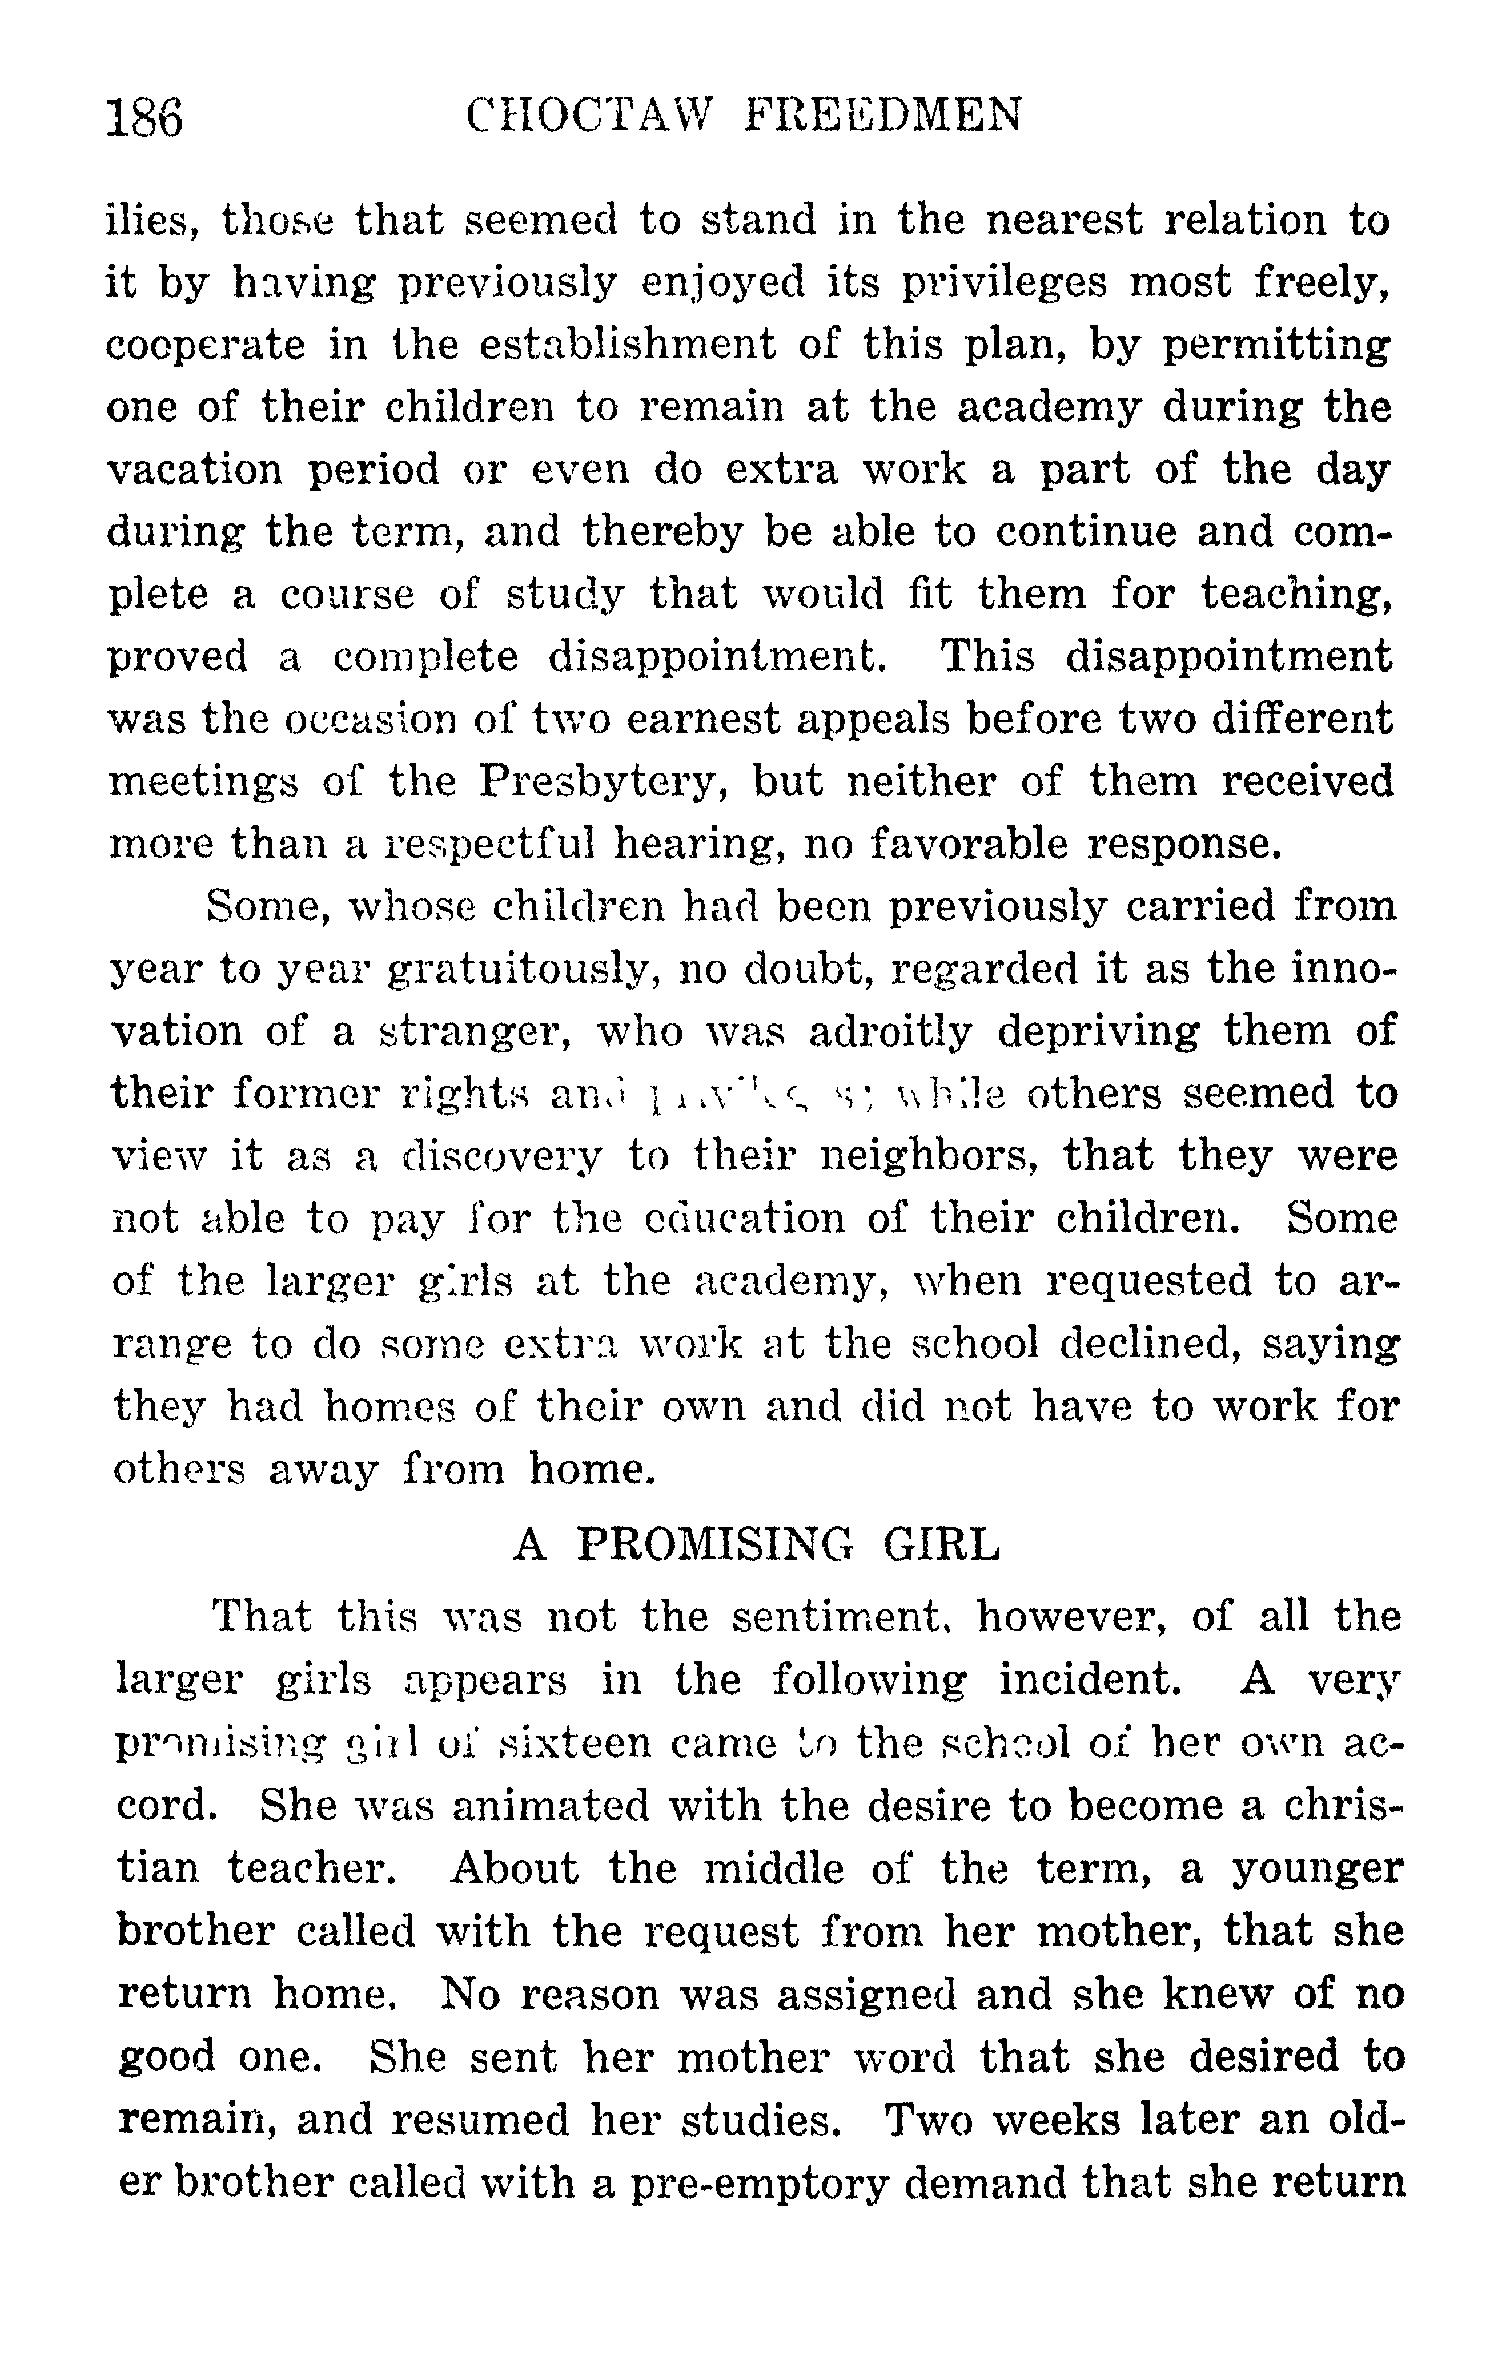 186 CHOCTAW FREEDMEN
ilies, those that seemed to stand in the nearest relation to
it by having previously enjoyed its privileges most freely,
cooperate in the establishment of this plan, by permitting
one of their children to remain at the academy during the
vacation period or even do extra work a part of the day
during the term, and thereby be able to continue and com-
plete a course of study that would fit them for teaching,
proved a complete disappointment. This disappointment
was the occasion of two earnest appeals before two different
meetings of the Presbytery, but neither of them received
more than a respectful hearing, no favorable response.
Some, whose children had been previously carried from
year to year gratuitously, no doubt, regarded it as the inno-
vation of a stranger, who was adroitly depriving them of
their former rights and while others seemed to
view it as a discovery to their neighbors, that they were
not able to pay for the education of their children. Some
of the larger girls at the academy, when requested to ar-
range to do some extra work at the school declined, saying
they had homes of their own and did not have to work for
others away from home.
A PROMISING GIRL
That this was not the sentiment, however, of all the
larger girls appears in the following incident. A very
promising girl of sixteen came to the school of her own ac-
cord. She was animated with the desire to become a chris-
tian teacher. About the middle of the term, a younger
brother called with the request from her mother, that she
return home. No reason was assigned and she knew of no
good one. She sent her mother word that she desired to
remain, and resumed her studies. Two weeks later an old-
er brother called with a pre-emptory demand that she return